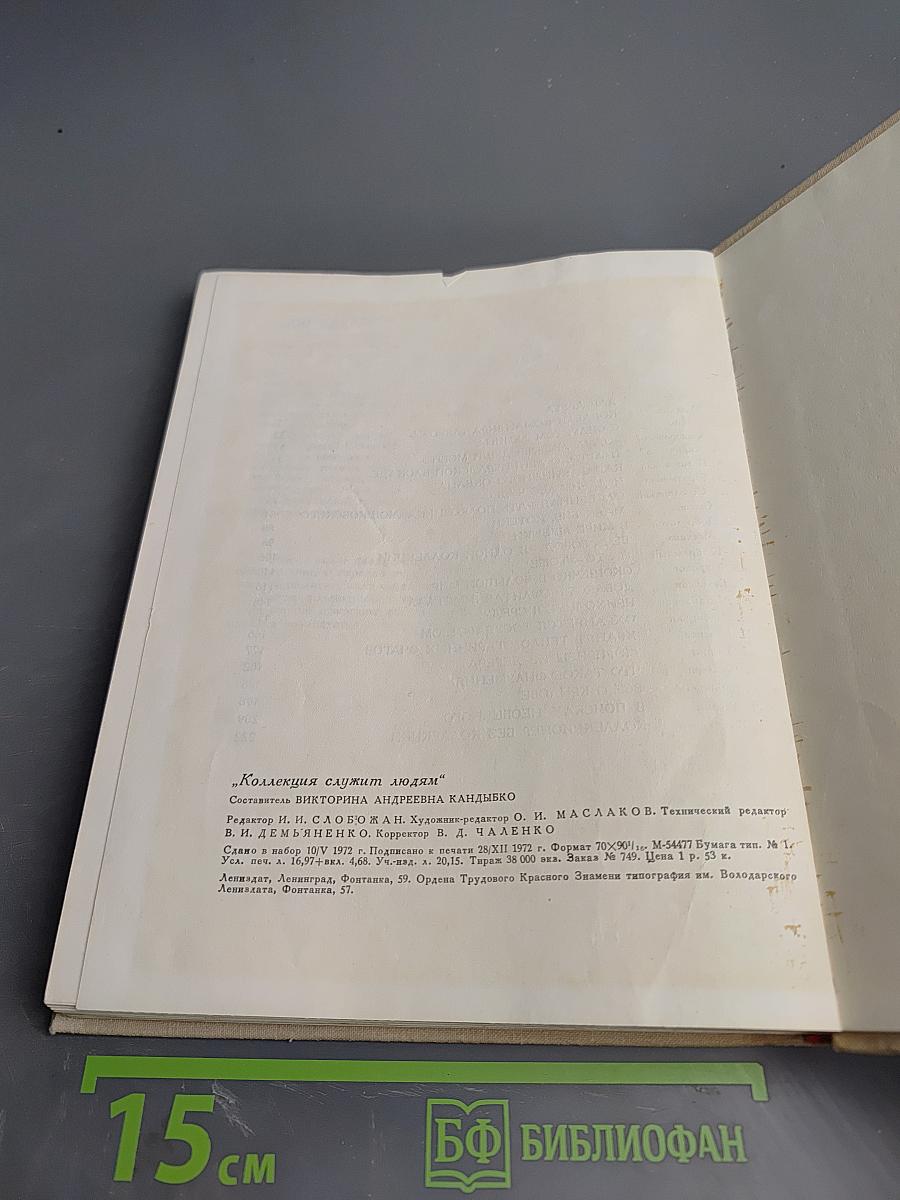 „Коллекция служит людям“
Составитель ВИКТОРИНА АНДРЕЕВНА КАНДЫБКО
Редактор И. И. СЛОБОЖАН. Художник-редактор О. И. МАСЛАКОВ. Технический редактор
В. И. ДЕМЬЯНЕНКО. Корректор В. Д. ЧАЛЕНКО
Сдано в набор 10/V 1972 г. Подписано к печати 28/XII 1972 г. Формат 70×90¹/₁₆. М-54477 Бумага тип. № 1.
Усл. печ. л. 16,97+вкл. 4,68. Уч.-изд. л. 20,15. Тираж 38 000 экз. Заказ № 749. Цена 1 р. 53 к.
Лениздат, Ленинград, Фонтанка, 59. Ордена Трудового Красного Знамени типография им. Володарского
Лениздата, Фонтанка, 57.
15 см
БФ БИБЛИОФАН